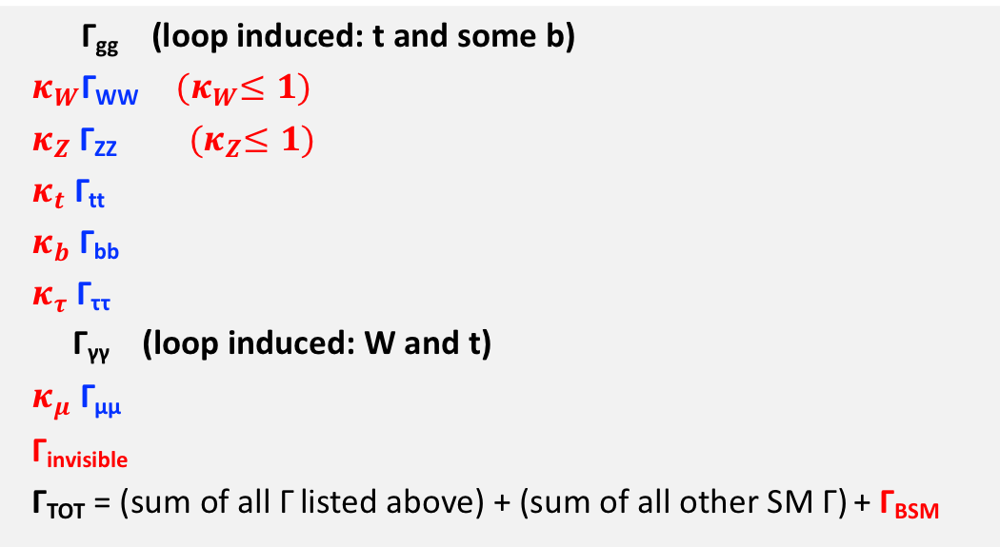 Γgg (loop induced: t and some b)
κW ΓWW (κW ≤ 1)
κZ ΓZZ (κZ ≤ 1)
κt Γtt
κb Γbb
κτ Γττ
Γγγ (loop induced: W and t)
κμ Γμμ
Γinvisible
ΓTOT = (sum of all Γ listed above) + (sum of all other SM Γ) + ΓBSM